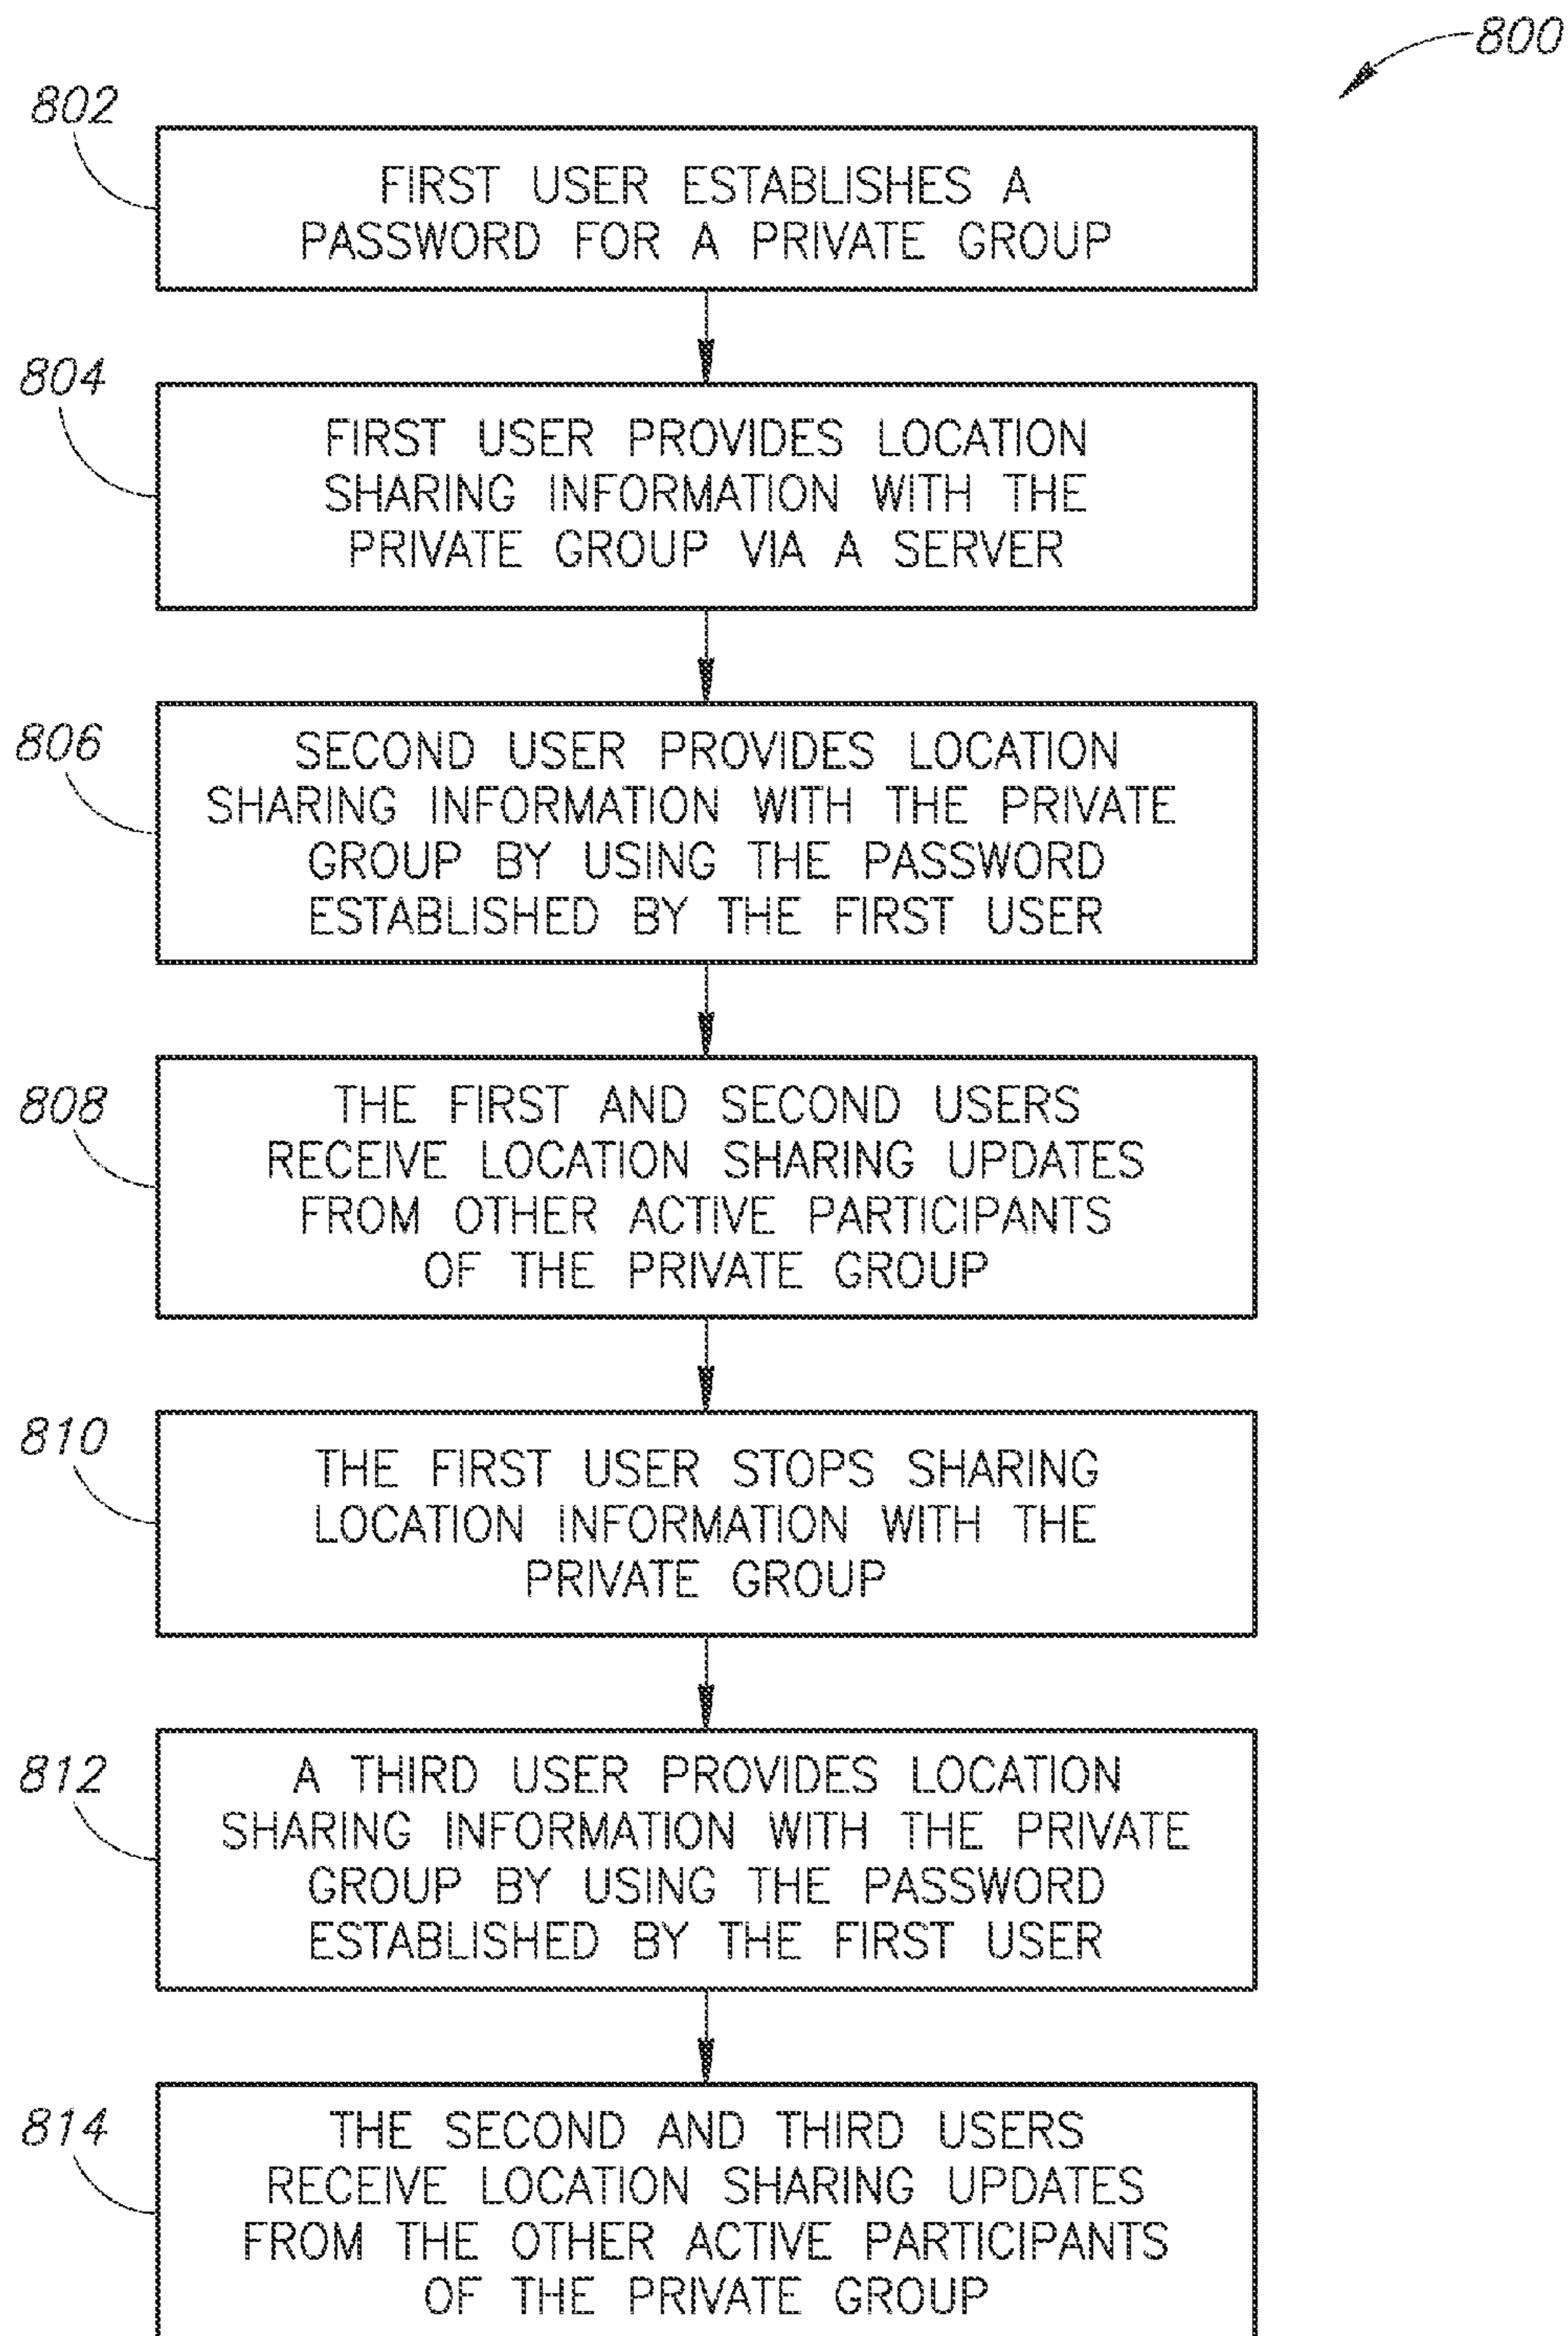 800
802
FIRST USER ESTABLISHES A
PASSWORD FOR A PRIVATE GROUP
804
FIRST USER PROVIDES LOCATION
SHARING INFORMATION WITH THE
PRIVATE GROUP VIA A SERVER
806
SECOND USER PROVIDES LOCATION
SHARING INFORMATION WITH THE PRIVATE
GROUP BY USING THE PASSWORD
ESTABLISHED BY THE FIRST USER
808
THE FIRST AND SECOND USERS
RECEIVE LOCATION SHARING UPDATES
FROM OTHER ACTIVE PARTICIPANTS
OF THE PRIVATE GROUP
810
THE FIRST USER STOPS SHARING
LOCATION INFORMATION WITH THE
PRIVATE GROUP
812
A THIRD USER PROVIDES LOCATION
SHARING INFORMATION WITH THE PRIVATE
GROUP BY USING THE PASSWORD
ESTABLISHED BY THE FIRST USER
814
THE SECOND AND THIRD USERS
RECEIVE LOCATION SHARING UPDATES
FROM THE OTHER ACTIVE PARTICIPANTS
OF THE PRIVATE GROUP